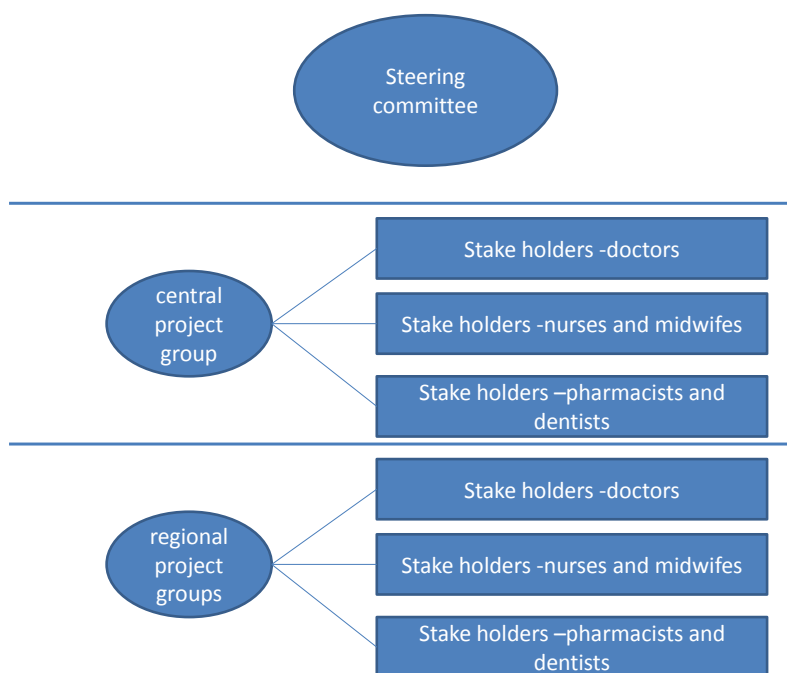 Steering
committee
central
project
group
Stake holders -doctors
Stake holders -nurses and midwifes
Stake holders –pharmacists and
dentists
regional
project
groups
Stake holders -doctors
Stake holders -nurses and midwifes
Stake holders –pharmacists and
dentists